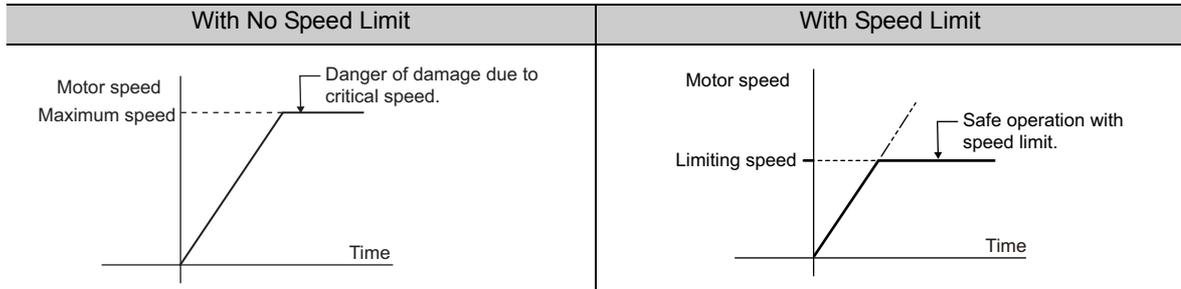 With No Speed Limit
With Speed Limit
Motor speed
Maximum speed
Danger of damage due to
critical speed.
Time
Motor speed
Limiting speed
Safe operation with
speed limit.
Time